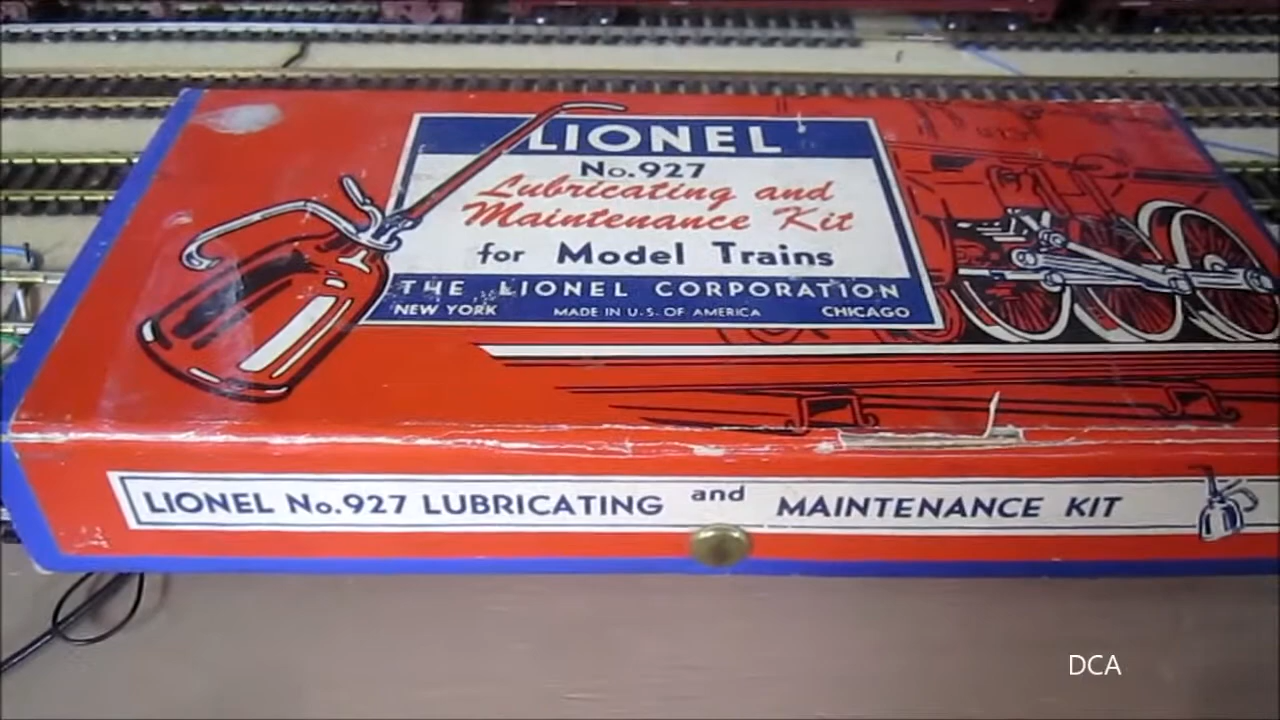 LIONEL
No.927
Lubricating and
Maintenance Kit
for Model Trains
THE LIONEL CORPORATION
NEW YORK MADE IN U.S. OF AMERICA CHICAGO
LIONEL No.927 LUBRICATING and MAINTENANCE KIT
DCA